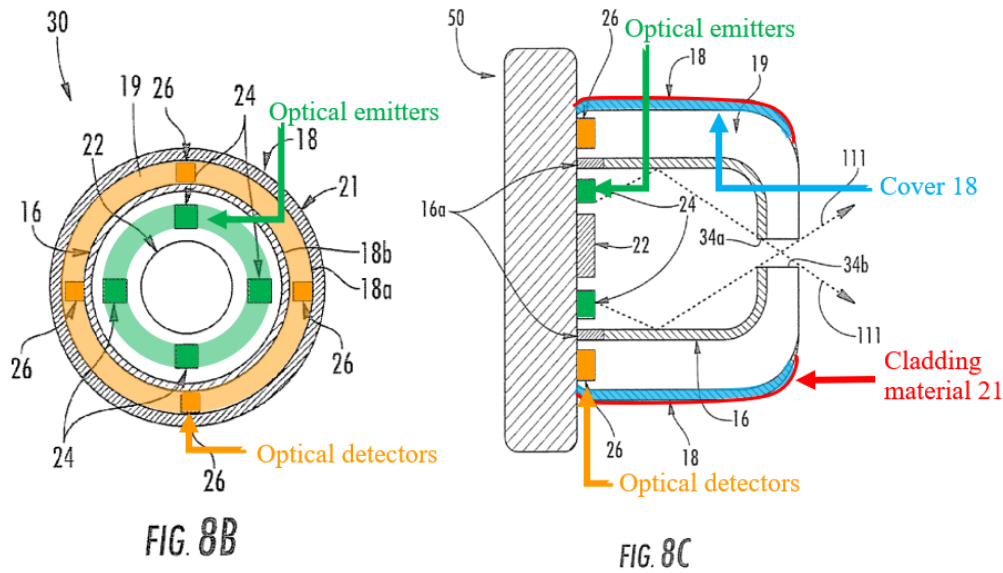 30
19
26
24
Optical emitters
18
22
21
16
18b
18a
26
26
24
Optical detectors
26
FIG. 8B
50
26
Optical emitters
18
19
Cover 18
16a
24
111
34a
22
34b
111
Cladding
material 21
26
18
16
Optical detectors
FIG. 8C